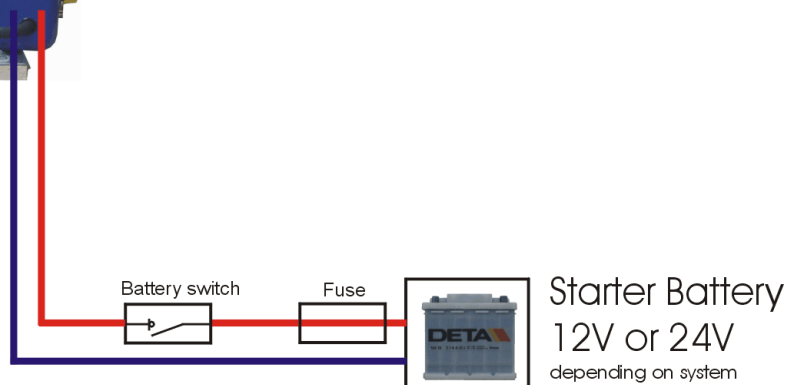 Battery switch
Fuse
DETA
Starter Battery
12V or 24V
depending on system